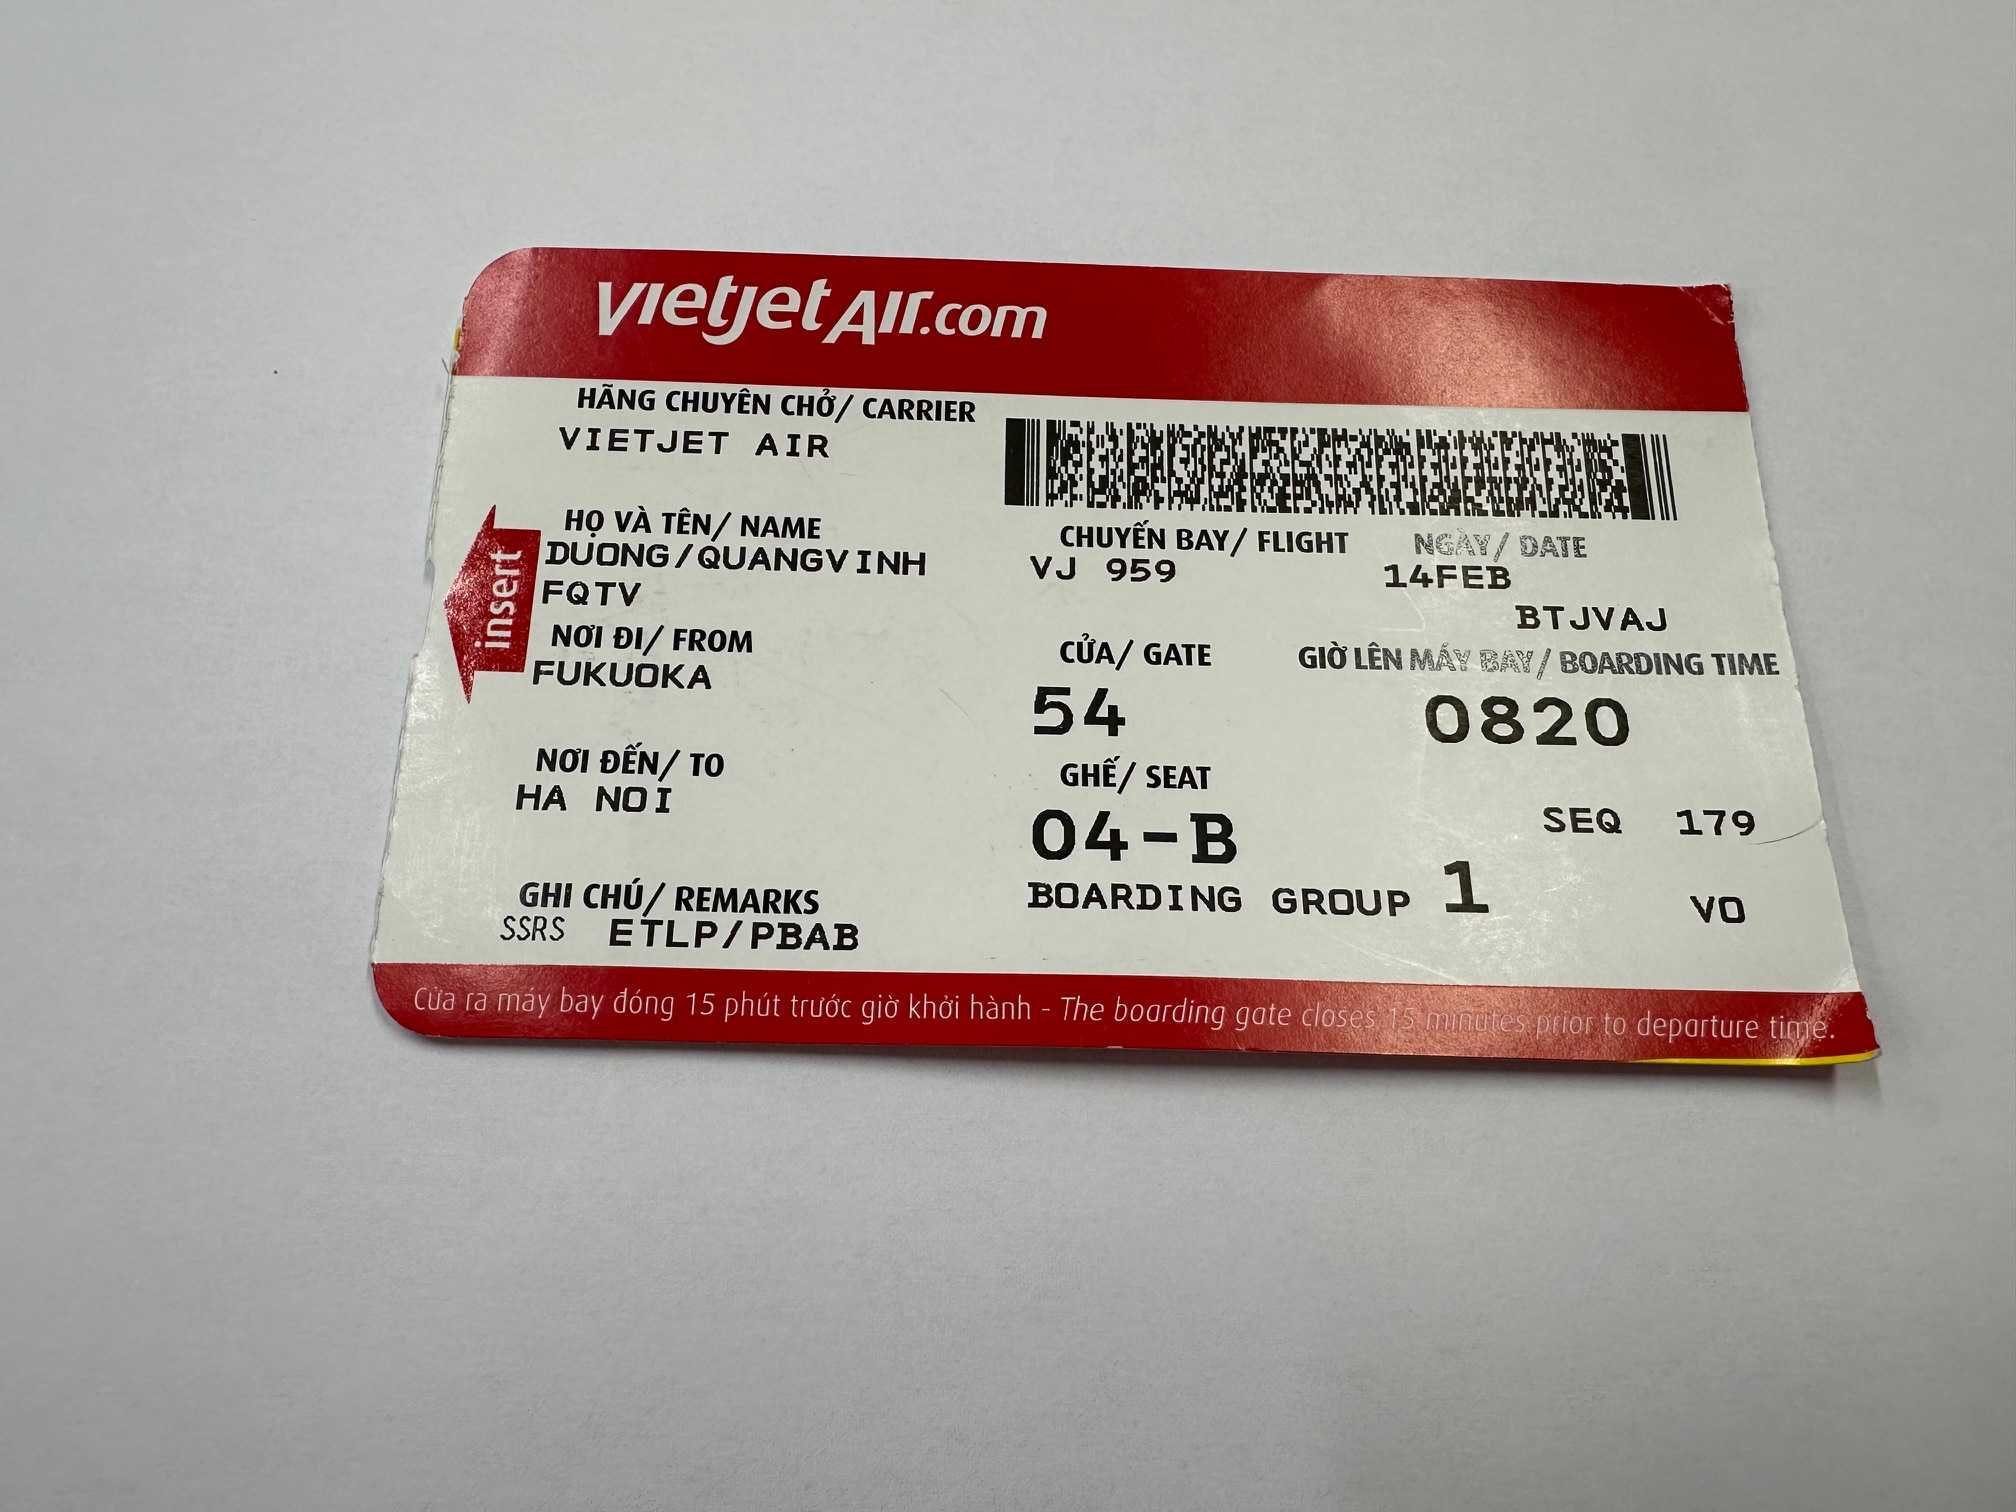 vietjetAir.com
HÃNG CHUYÊN CHỞ/ CARRIER
VIETJET AIR
HỌ VÀ TÊN/ NAME
DUONG/QUANGVINH
FQTV
NƠI ĐI/ FROM
FUKUOKA
NƠI ĐẾN/ TO
HA NOI
GHI CHÚ/ REMARKS
SSRS ETLP/PBAB
insert
CHUYẾN BAY/ FLIGHT
VJ 959
NGÀY/ DATE
14FEB
BTJVAJ
CỬA/ GATE
54
GIỜ LÊN MÁY BAY/ BOARDING TIME
0820
GHẾ/ SEAT
04-B
SEQ 179
BOARDING GROUP 1
VO
Cửa ra máy bay đóng 15 phút trước giờ khởi hành - The boarding gate closes 15 minutes prior to departure time.